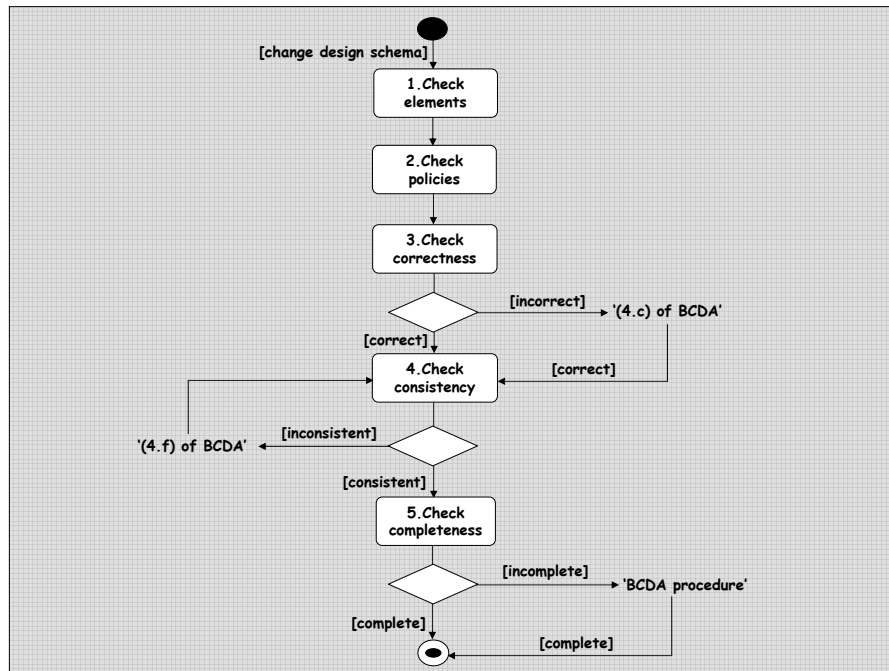 [change design schema]
1.Check
elements
2.Check
policies
3.Check
correctness
[incorrect]
‘(4.c) of BCDA’
[correct]
[correct]
4.Check
consistency
[inconsistent]
‘(4.f) of BCDA’
[consistent]
5.Check
completeness
[incomplete]
‘BCDA procedure’
[complete]
[complete]